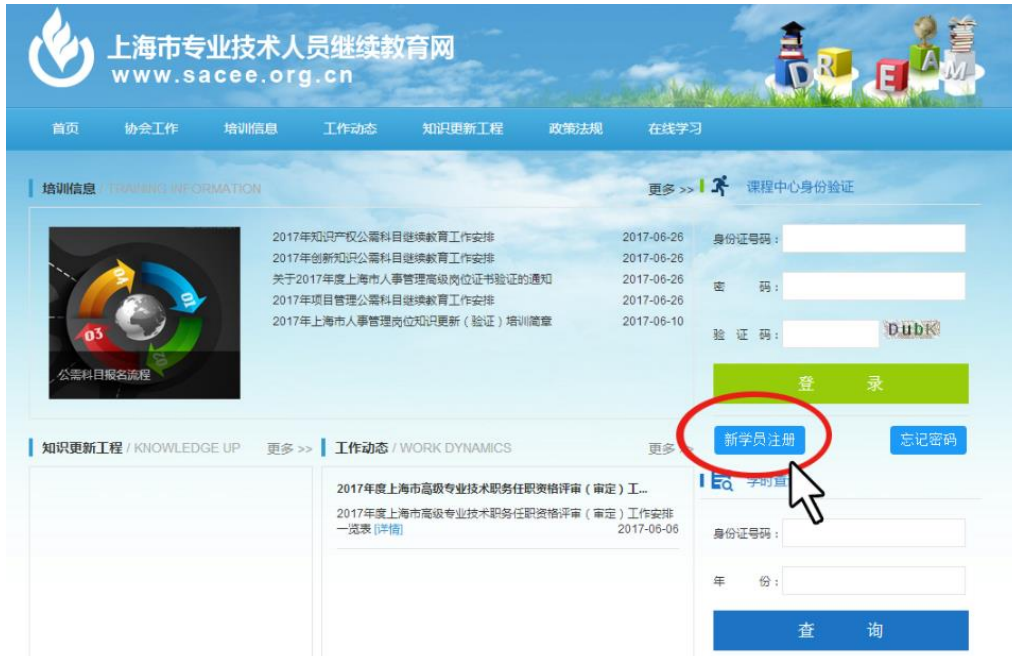 上海市专业技术人员继续教育网
www.sacee.org.cn
DREAM
首页 协会工作 培训信息 工作动态 知识更新工程 政策法规 在线学习
培训信息 / TRAINING INFORMATION 更多 >>
04
03
02
公需科目报名流程
2017年知识产权公需科目继续教育工作安排 2017-06-26
2017年创新知识公需科目继续教育工作安排 2017-06-26
关于2017年度上海市人事管理高级岗位证书验证的通知 2017-06-26
2017年项目管理公需科目继续教育工作安排 2017-06-26
2017年上海市人事管理岗位知识更新（验证）培训简章 2017-06-10
课程中心身份验证
身份证号码：
密 码：
验 证 码： DubK
登 录
新学员注册 忘记密码
知识更新工程 / KNOWLEDGE UP 更多 >>
工作动态 / WORK DYNAMICS 更多
2017年度上海市高级专业技术职务任职资格评审（审定）工...
2017年度上海市高级专业技术职务任职资格评审（审定）工作安排
一览表 [详情] 2017-06-06
学时查
身份证号码：
年 份：
查 询